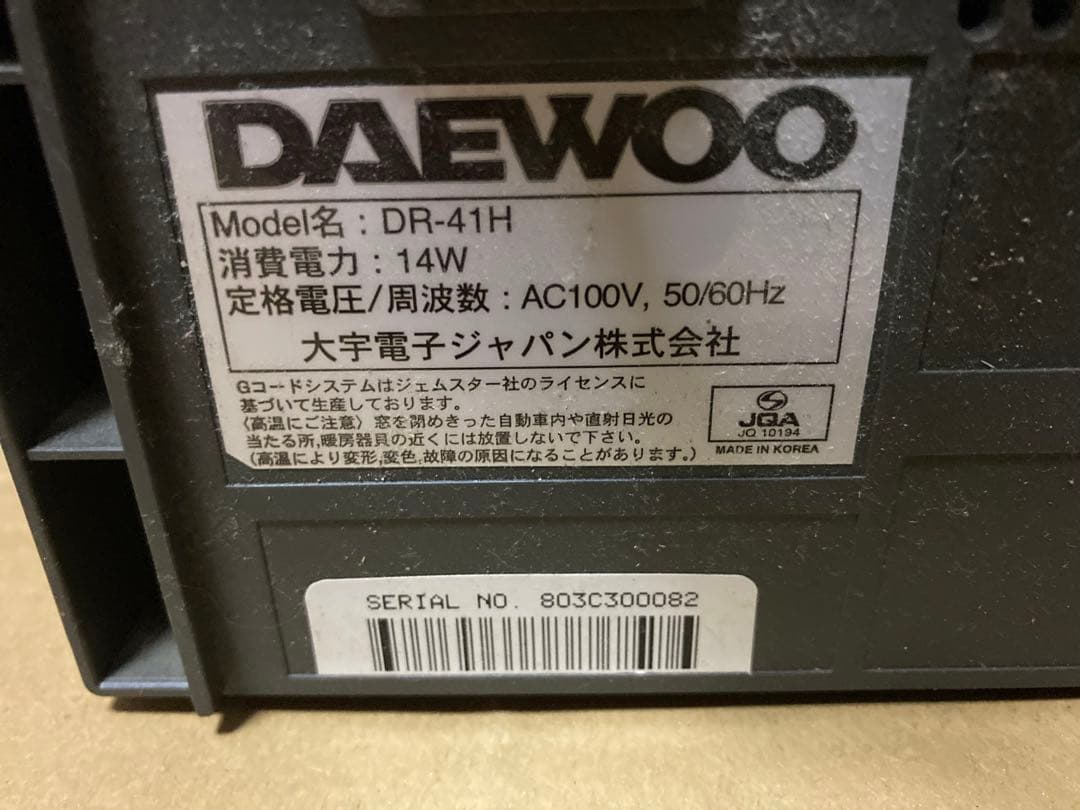 DAEWOO
Model名 : DR-41H
消費電力 : 14W
定格電圧/周波数 : AC100V, 50/60Hz
大宇電子ジャパン株式会社
Gコードシステムはジェムスター社のライセンスに
基づいて生産しております。
〈高温にご注意〉窓を閉めきった自動車内や直射日光の
当たる所,暖房器具の近くには放置しないで下さい。
(高温により変形,変色,故障の原因になることがあります。)
JQA
JQ 10194
MADE IN KOREA
SERIAL NO. 803C300082